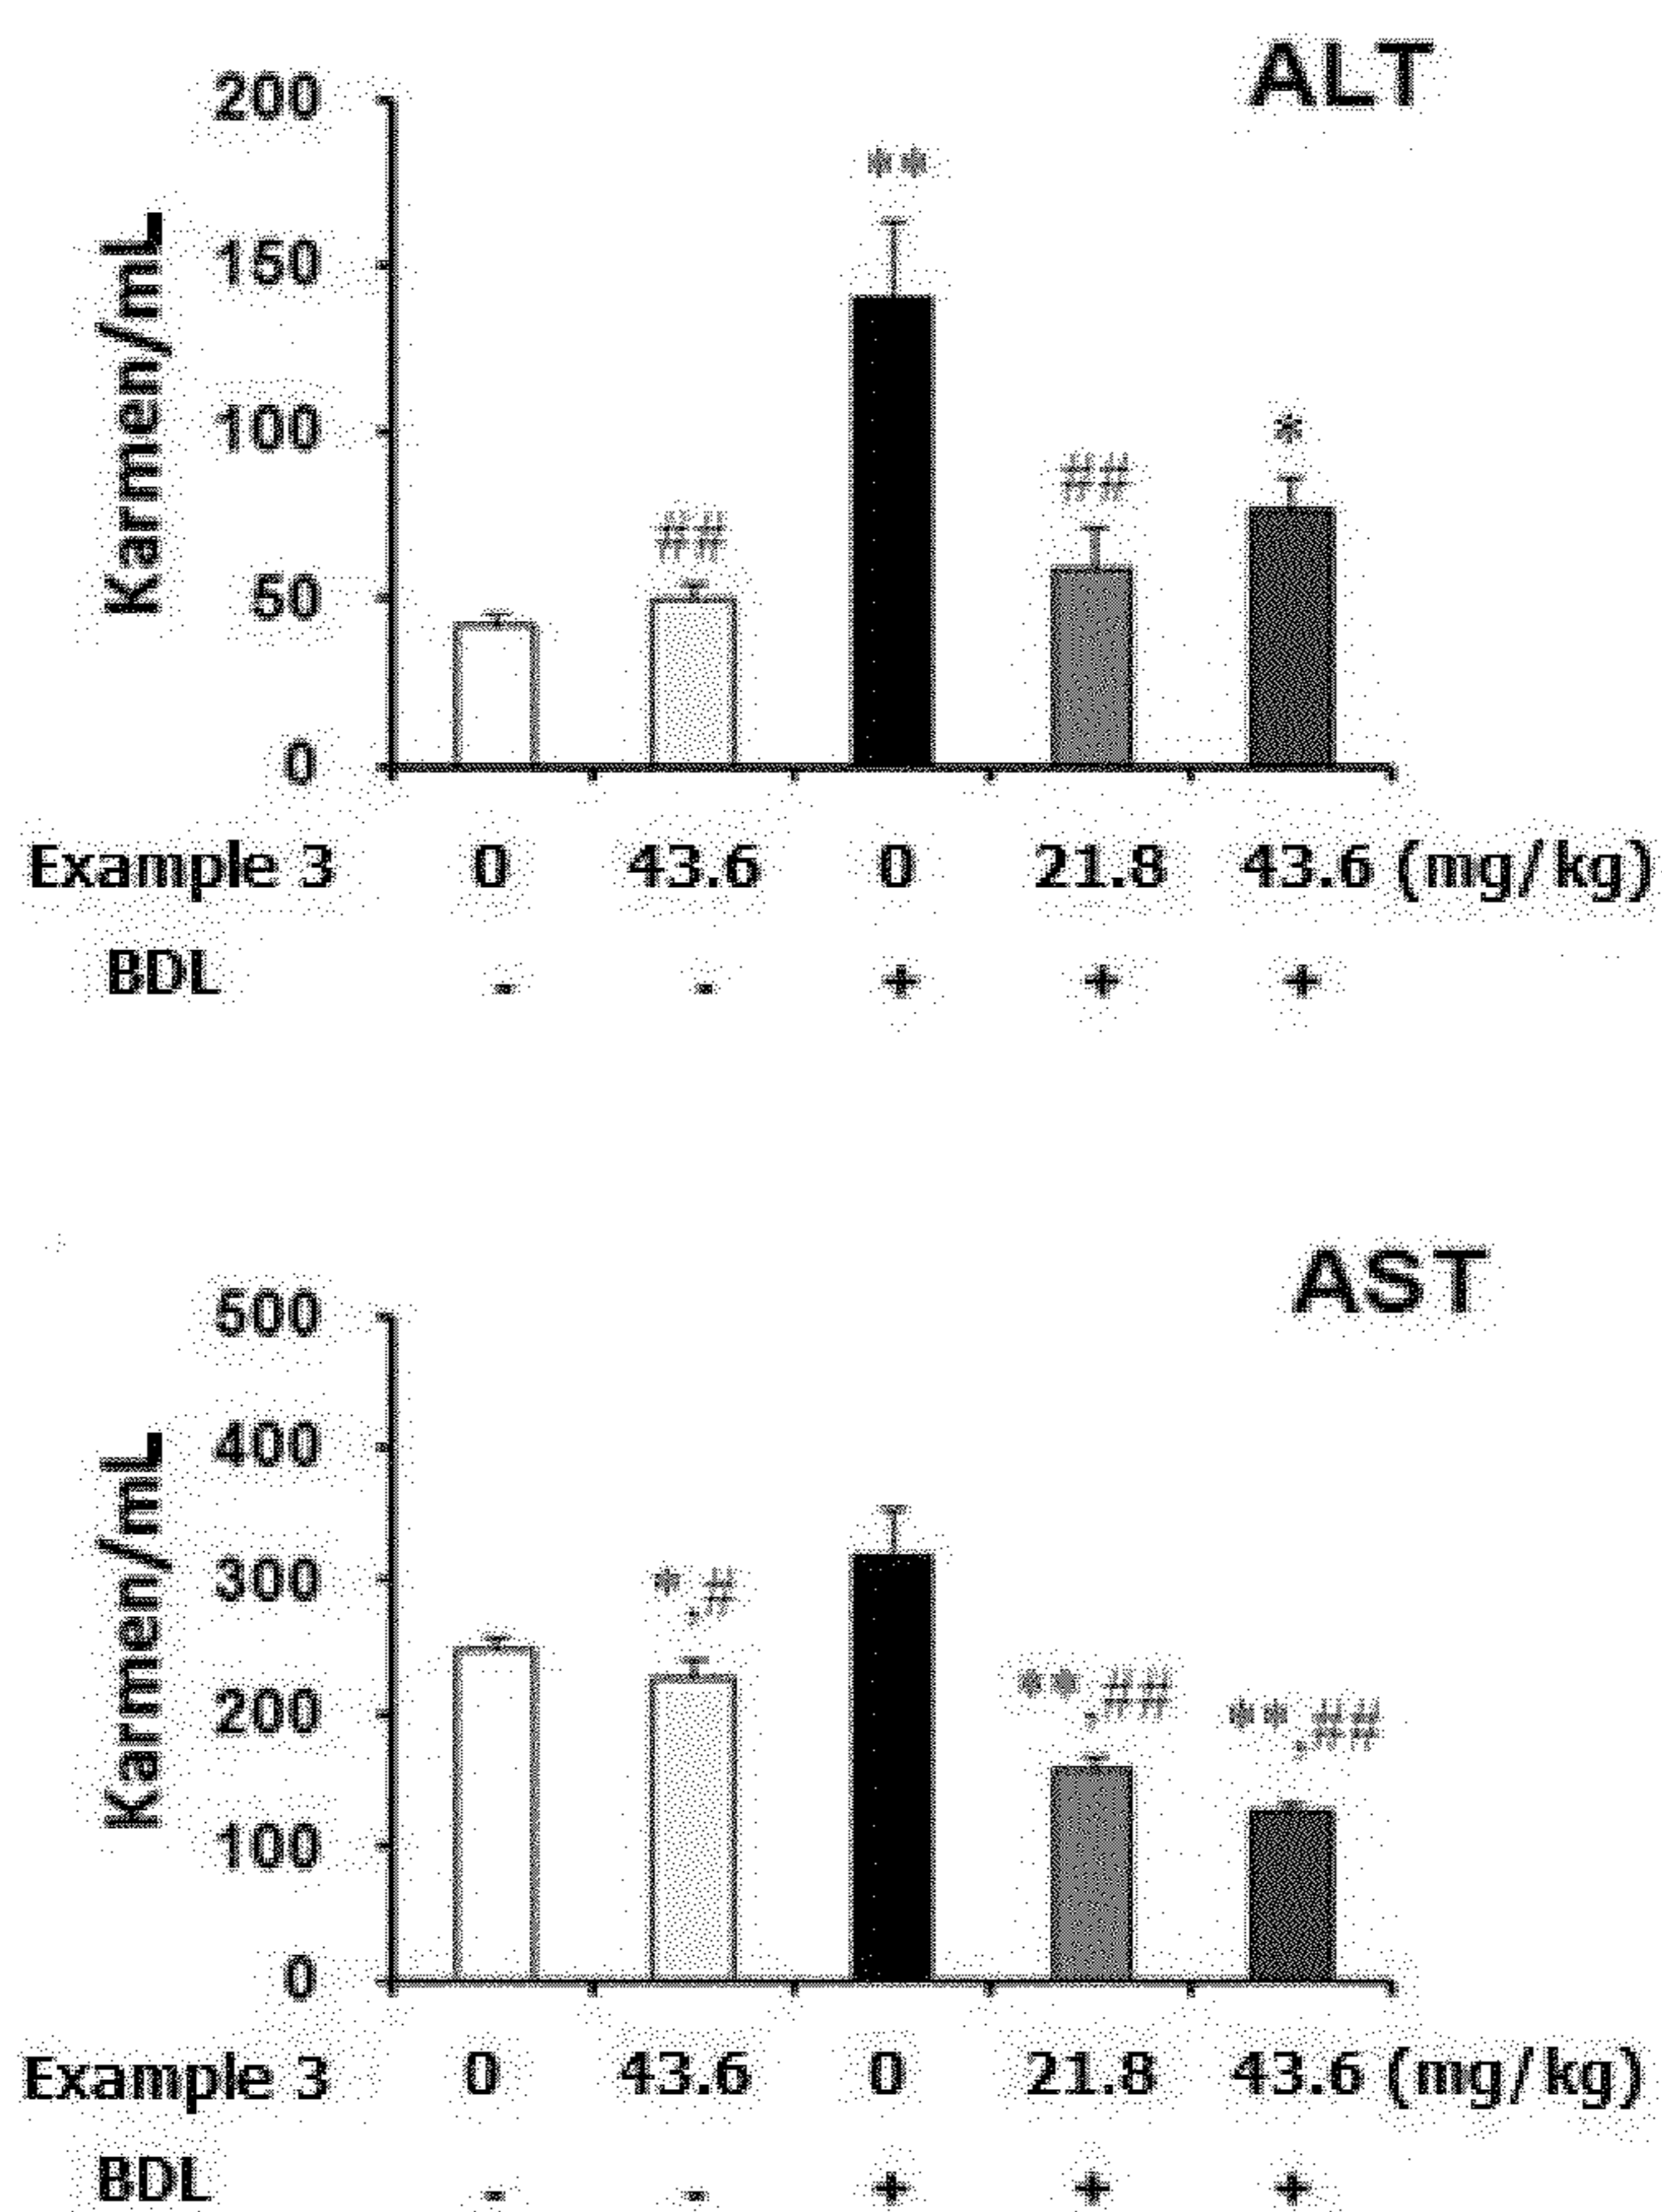 ALT
200
**
150
Karmen/mL
100
*
##
##
50
0
Example 3 0 43.6 0 21.8 43.6 (mg/kg)
BDL - - + + +
AST
500
400
Karmen/mL
300
*,#
**,##
**,##
200
100
0
Example 3 0 43.6 0 21.8 43.6 (mg/kg)
BDL - - + + +